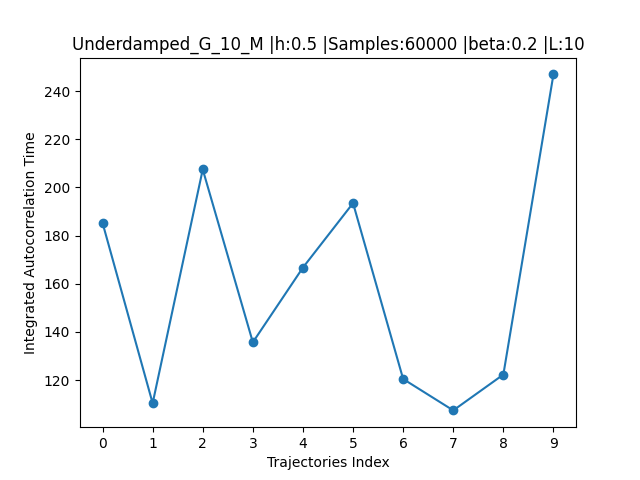 Underdamped_G_10_M |h:0.5 |Samples:60000 |beta:0.2 |L:10
Integrated Autocorrelation Time
240
220
200
180
160
140
120
0 1 2 3 4 5 6 7 8 9
Trajectories Index